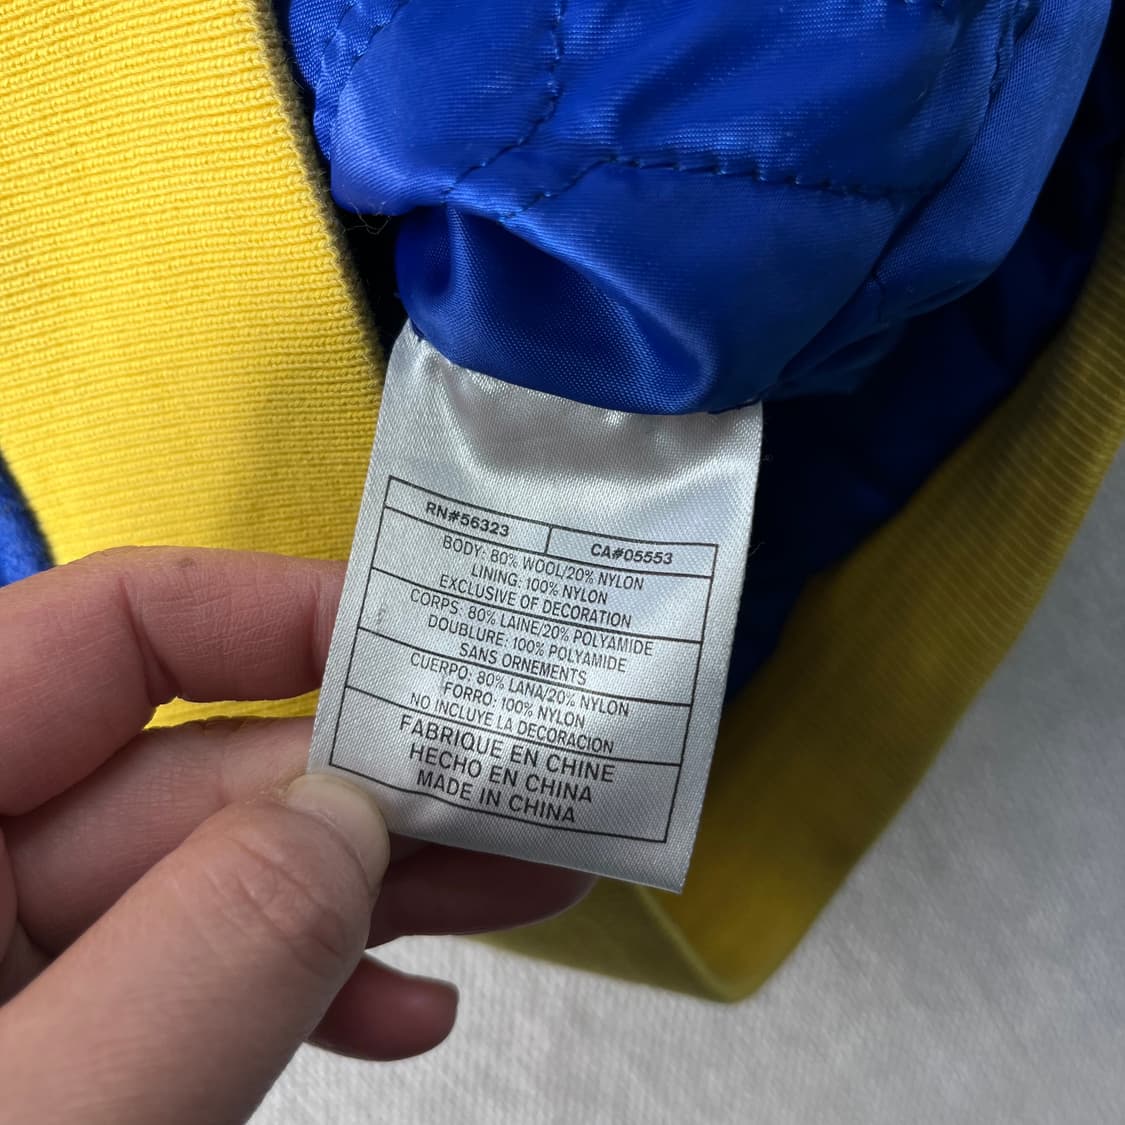 RN#56323
CA#05553
BODY: 80% WOOL/20% NYLON
LINING: 100% NYLON
EXCLUSIVE OF DECORATION
CORPS: 80% LAINE/20% POLYAMIDE
DOUBLURE: 100% POLYAMIDE
SANS ORNEMENTS
CUERPO: 80% LANA/20% NYLON
FORRO: 100% NYLON
NO INCLUYE LA DECORACION
FABRIQUE EN CHINE
HECHO EN CHINA
MADE IN CHINA